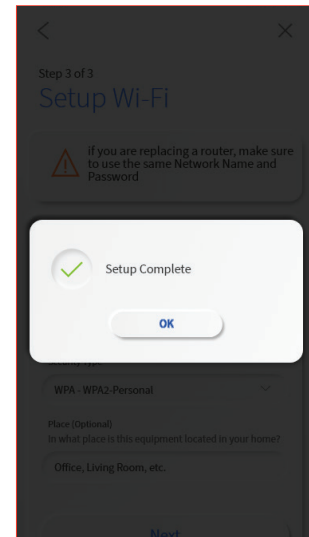 Step 3 of 3
Setup Wi-Fi
if you are replacing a router, make sure
to use the same Network Name and
Password
Setup Complete
OK
Security Type
WPA - WPA2-Personal
Place (Optional)
In what place is this equipment located in your home?
Office, Living Room, etc.
Next